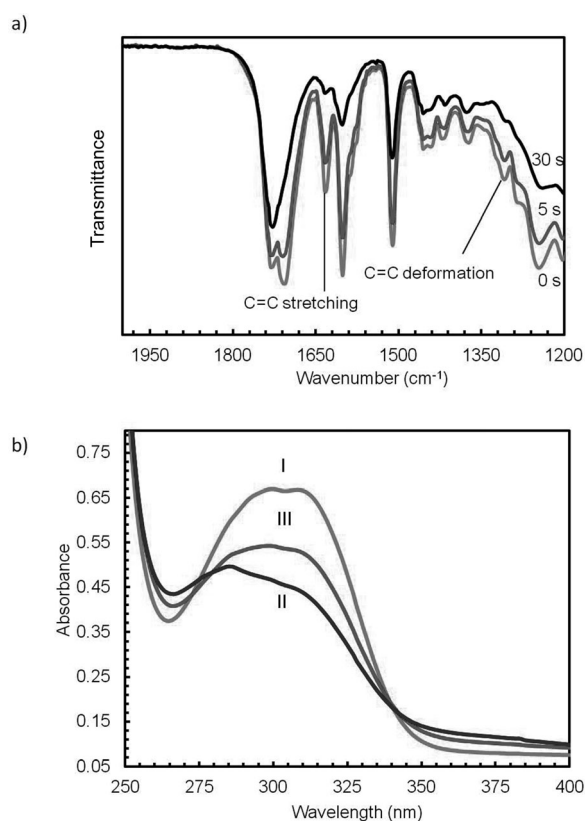 a)
Transmittance
30 s
5 s
0 s
C=C stretching
C=C deformation
1950 1800 1650 1500 1350 1200
Wavenumber (cm-1)
b)
0.75
0.65
0.55
0.45
0.35
0.25
0.15
0.05
Absorbance
I
III
II
250 275 300 325 350 375 400
Wavelength (nm)